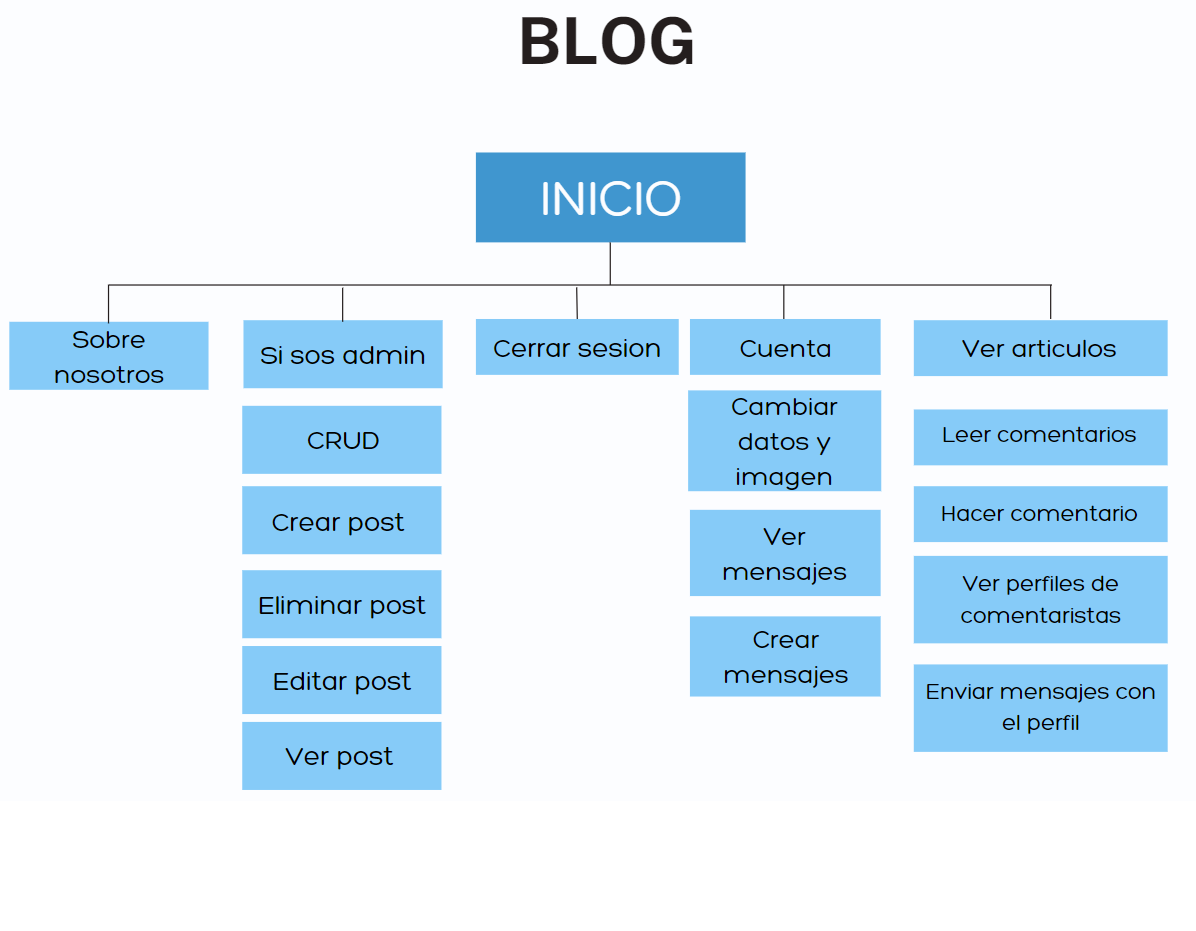 BLOG
INICIO
Sobre
nosotros
Si sos admin
CRUD
Crear post
Eliminar post
Editar post
Ver post
Cerrar sesion
Cuenta
Cambiar
datos y
imagen
Ver
mensajes
Crear
mensajes
Ver articulos
Leer comentarios
Hacer comentario
Ver perfiles de
comentaristas
Enviar mensajes con
el perfil